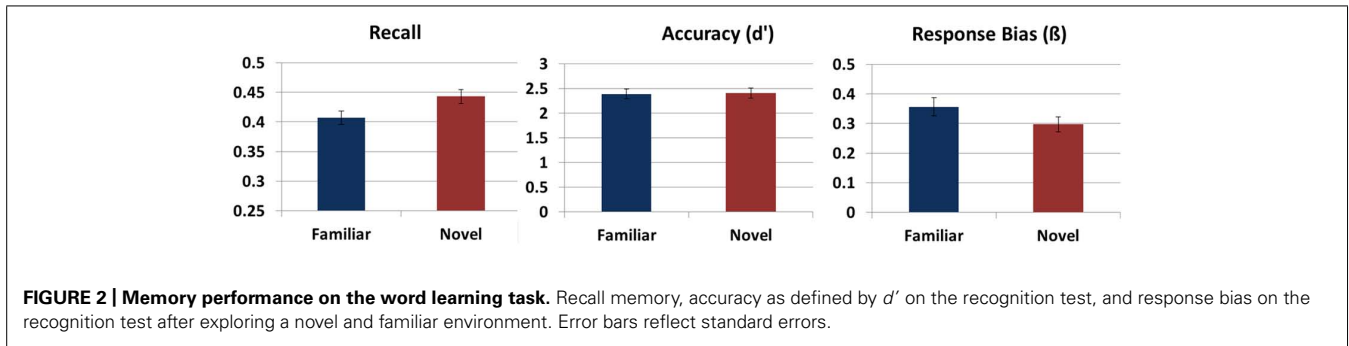 Recall
0.5
0.45
0.4
0.35
0.3
0.25
Familiar Novel
Accuracy (d')
3
2.5
2
1.5
1
0.5
0
Familiar Novel
Response Bias (ß)
0.5
0.4
0.3
0.2
0.1
0
Familiar Novel
FIGURE 2 | Memory performance on the word learning task. Recall memory, accuracy as defined by d′ on the recognition test, and response bias on the
recognition test after exploring a novel and familiar environment. Error bars reflect standard errors.